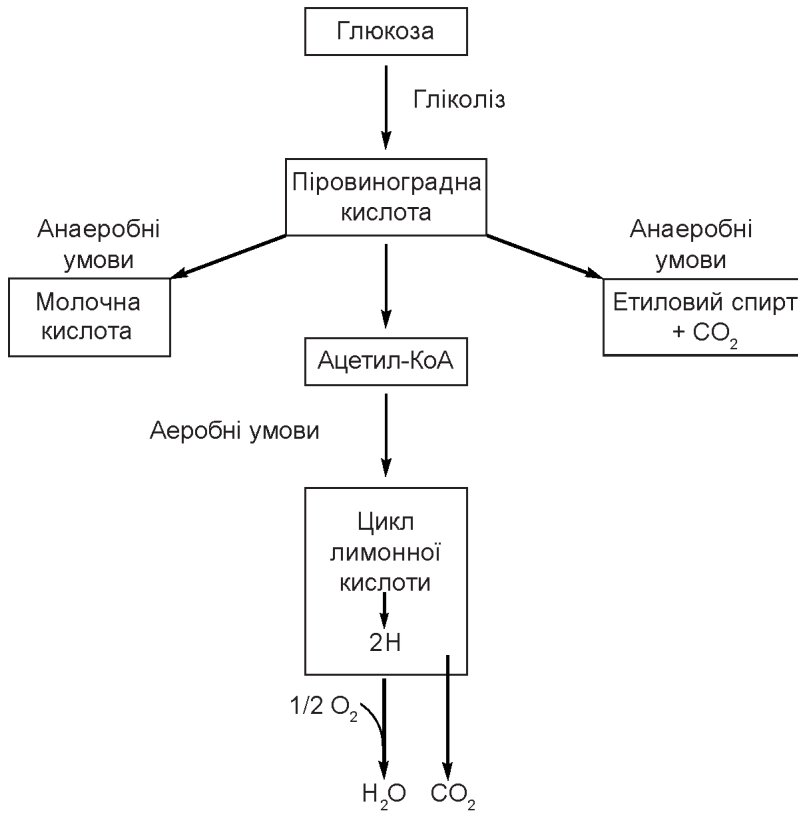 Глюкоза
Гліколіз
Піровиноградна
кислота
Анаеробні
умови
Анаеробні
умови
Молочна
кислота
Етиловий спирт
+ CO₂
Ацетил-КоА
Аеробні умови
Цикл
лимонної
кислоти
2H
1/2 O₂
H₂O
CO₂